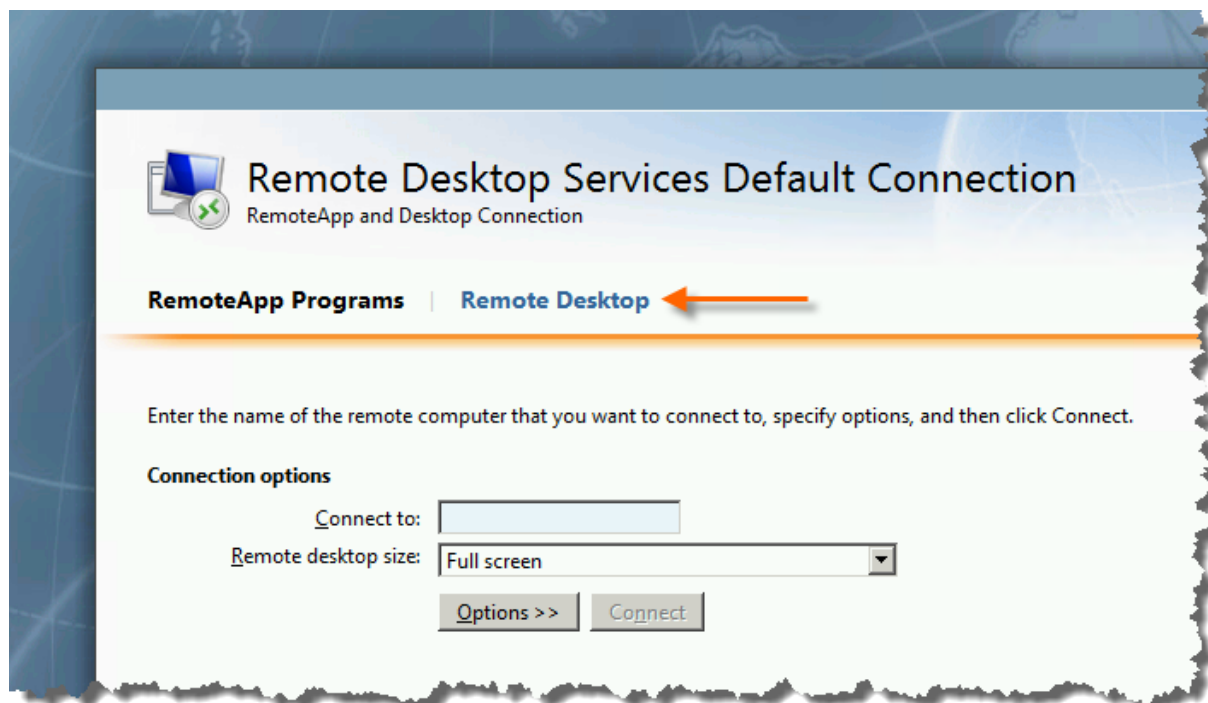 Remote Desktop Services Default Connection
RemoteApp and Desktop Connection
RemoteApp Programs | Remote Desktop
Enter the name of the remote computer that you want to connect to, specify options, and then click Connect.
Connection options
Connect to:
Remote desktop size: Full screen
Options >> Connect